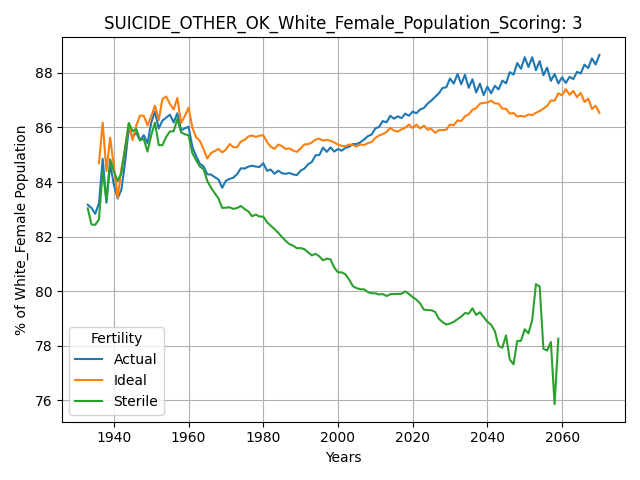 SUICIDE_OTHER_OK_White_Female_Population_Scoring: 3
% of White_Female Population
88
86
84
82
80
78
76
Fertility
Actual
Ideal
Sterile
1940
1960
1980
2000
2020
2040
2060
Years